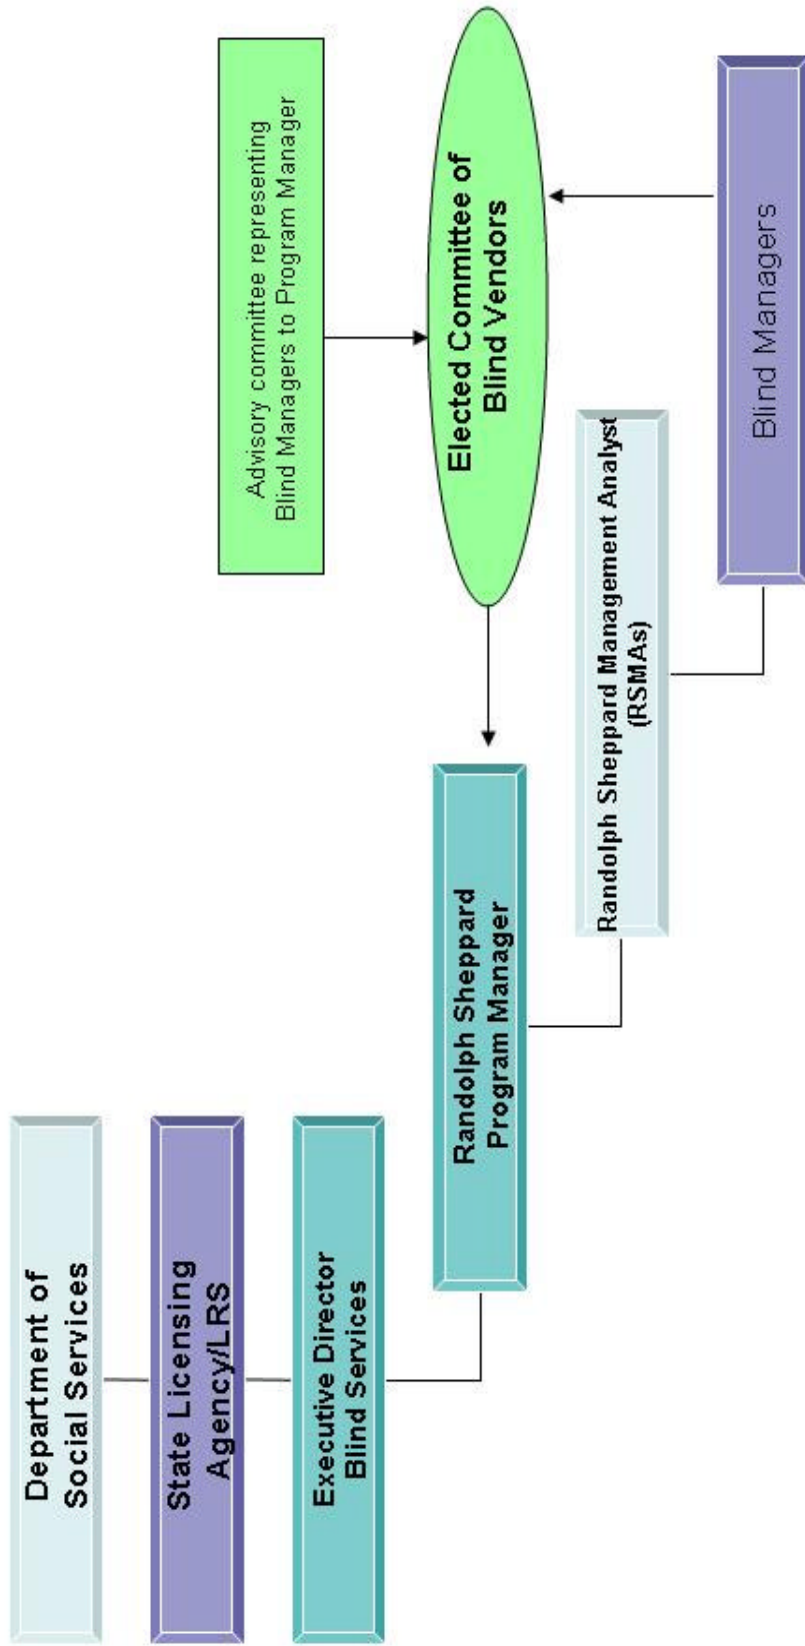 Department of
Social Services
State Licensing
Agency/LRS
Executive Director
Blind Services
Randolph Sheppard
Program Manager
Randolph Sheppard Management Analyst
(RSMAs)
Blind Managers
Advisory committee representing
Blind Managers to Program Manager
Elected Committee of
Blind Vendors